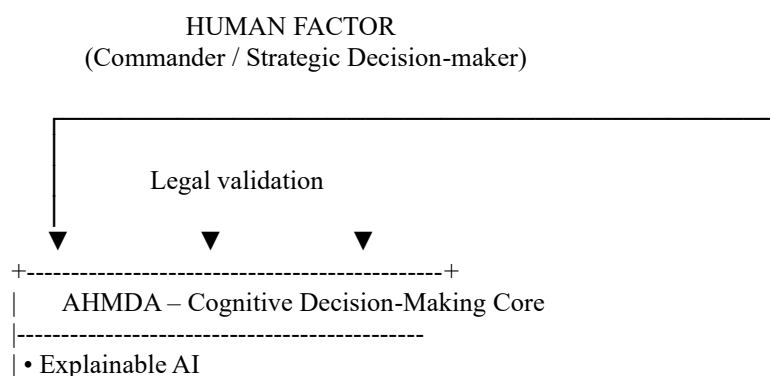 HUMAN FACTOR
(Commander / Strategic Decision-maker)
Legal validation
▼ ▼ ▼
+-----------------------------------------------+
| AHMDA – Cognitive Decision-Making Core
|----------------------------------------------
| • Explainable AI